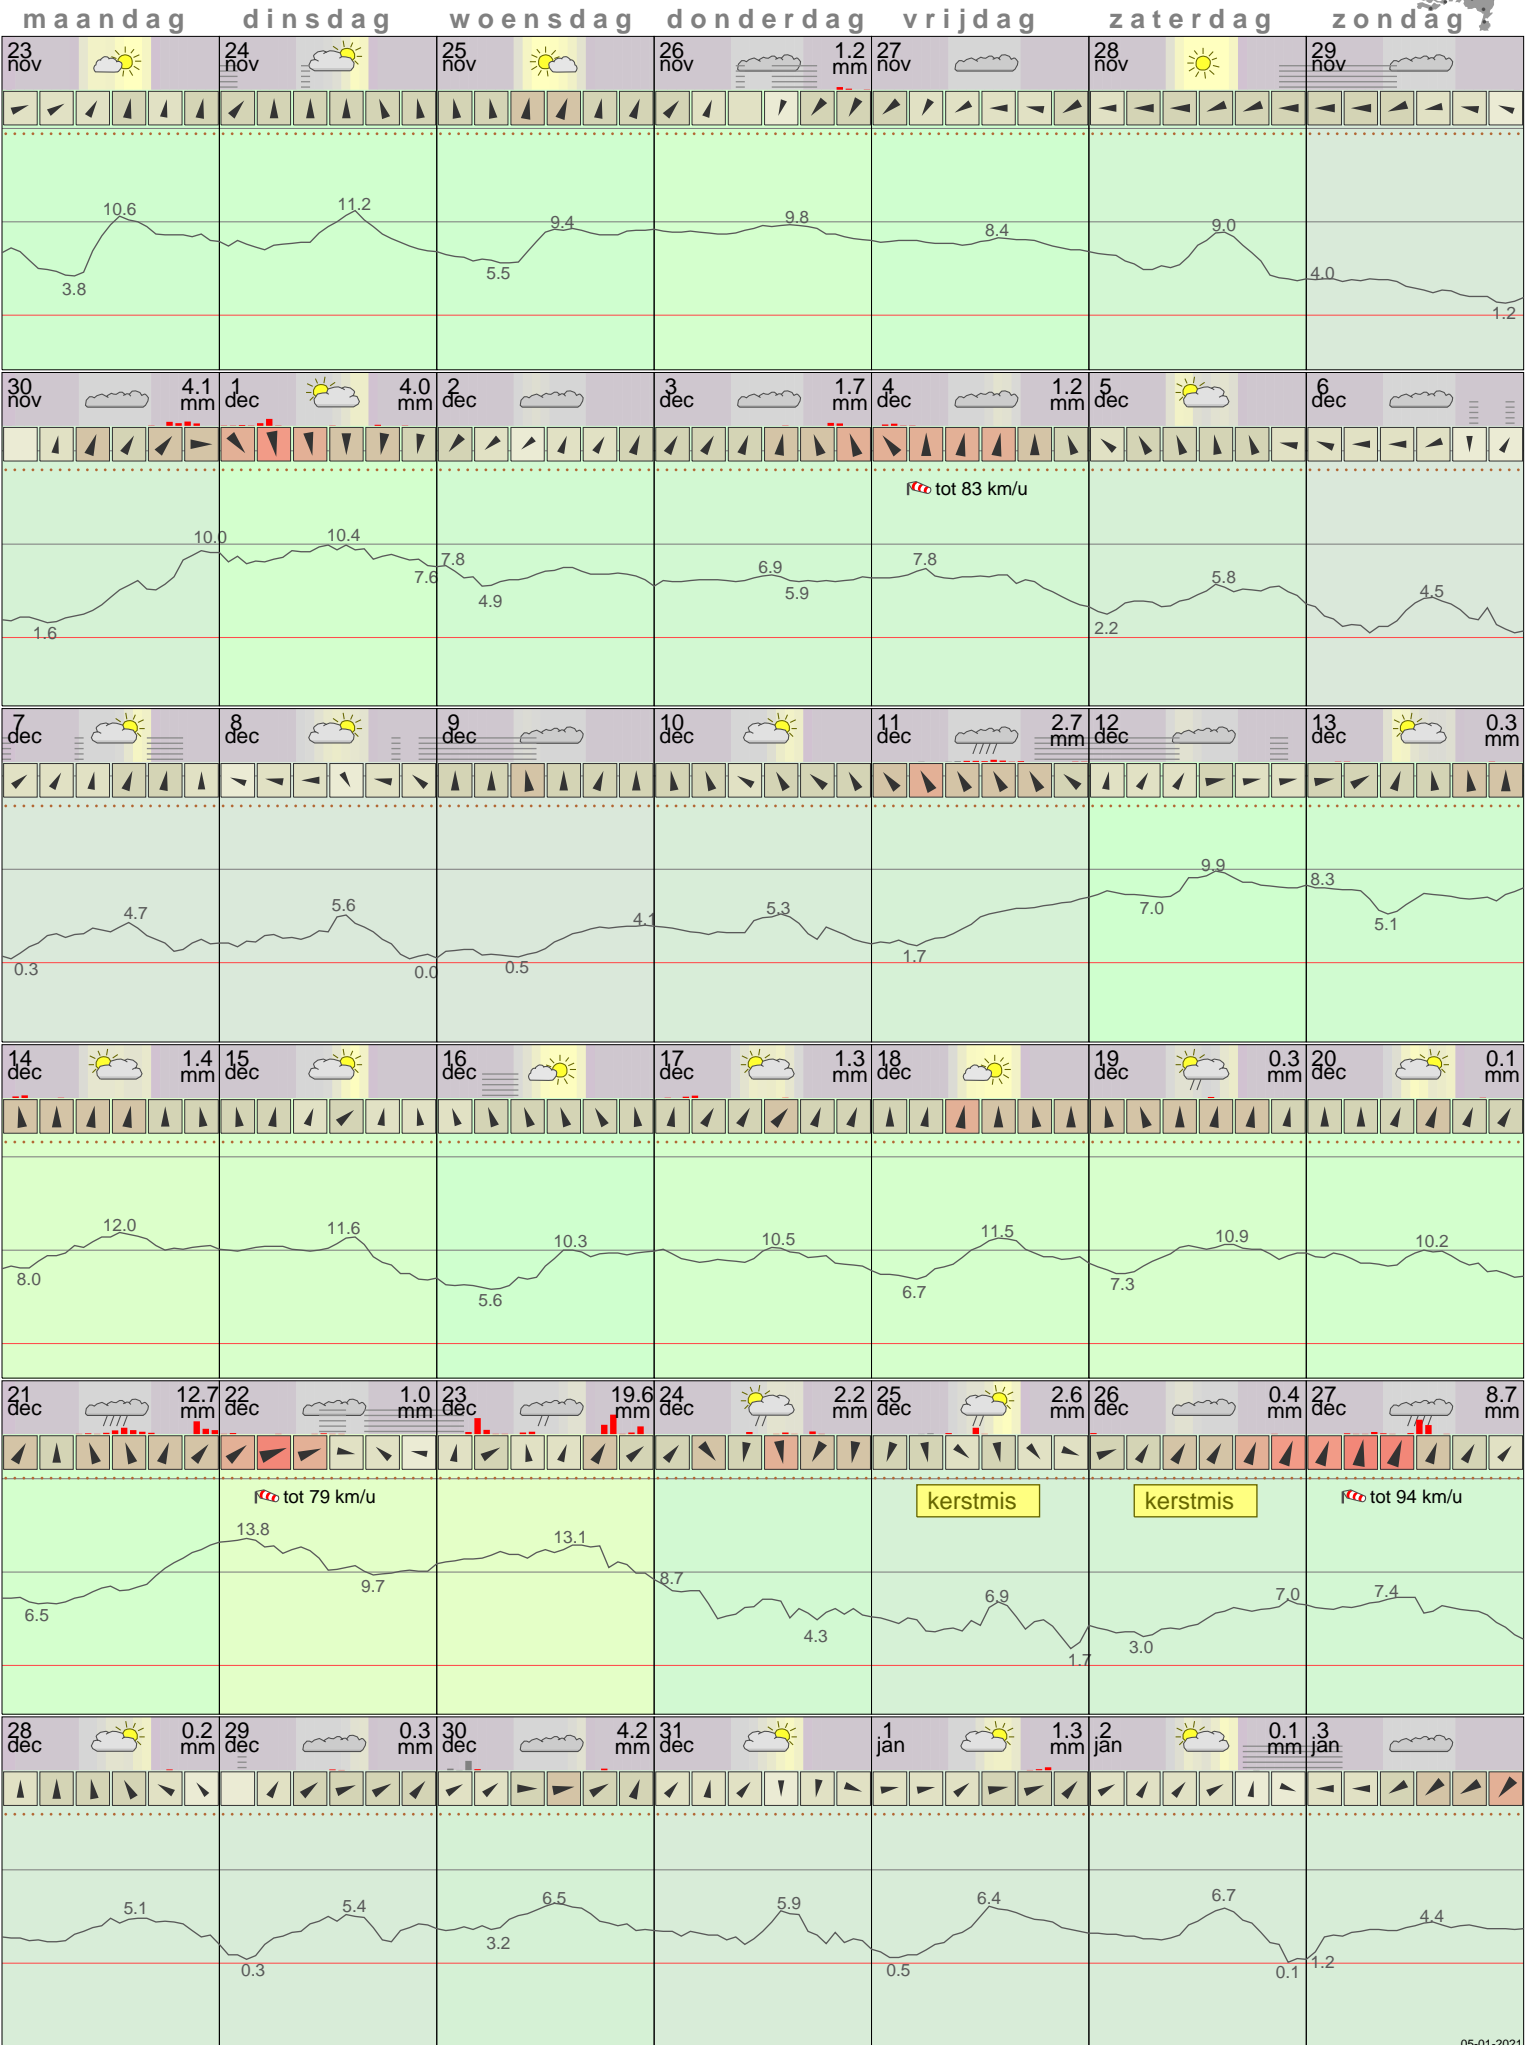 maandag dinsdag woensdag donderdag vrijdag zaterdag zondag
23 24 25 26 1.2 27 28 29
nov nov nov nov mm nov nov nov
10.6 11.2 9.4 9.8 8.4 9.0 4.0
3.8 5.5 1.2
30 4.1 1 4.0 2 3 1.7 4 1.2 5 6
nov mm dec mm dec dec mm dec mm dec dec
tot 83 km/u
10.0 10.4 7.8 6.9 7.8 5.8 4.5
1.6 7.6 4.9 5.9 2.2
7 8 9 10 11 2.7 12 13 0.3
dec dec dec dec dec mm dec dec mm
4.7 5.6 4.1 5.3 9.9 8.3
0.3 0.0 0.5 1.7 7.0 5.1
14 1.4 15 16 17 1.3 18 19 0.3 20 0.1
dec mm dec dec dec mm dec dec mm dec mm
12.0 11.6 10.3 10.5 11.5 10.9 10.2
8.0 5.6 6.7 7.3
21 12.7 22 1.0 23 19.6 24 2.2 25 2.6 26 0.4 27 8.7
dec mm dec mm dec mm dec mm dec mm dec mm dec mm
tot 79 km/u kerstmis kerstmis tot 94 km/u
13.8 13.1 8.7 6.9 7.0 7.4
6.5 9.7 4.3 1.7 3.0
28 0.2 29 0.3 30 4.2 31 1 1.3 2 0.1 3
dec mm dec mm dec mm dec jan mm jan mm jan
5.1 5.4 6.5 5.9 6.4 6.7 4.4
0.3 3.2 0.5 0.1 1.2
05-01-2021